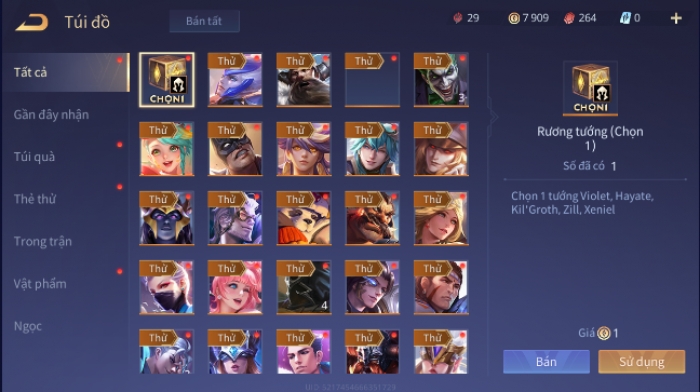 Túi đồ
Bán tất
29
7 909
264
0
Tất cả
Gần đây nhận
Túi quà
Thẻ thử
Trong trận
Vật phẩm
Ngọc
CHỌN1
Thử
Thử
Thử
Thử
3
Thử
Thử
Thử
Thử
Thử
Thử
Thử
Thử
Thử
Thử
Thử
Thử
Thử
4
Thử
Thử
Thử
Thử
Thử
Thử
Thử
CHỌN1
Rương tướng (Chọn
1)
Số đã có 1
Chọn 1 tướng Violet, Hayate,
Kil'Groth, Zill, Xeniel
Giá 1
Bán
Sử dụng